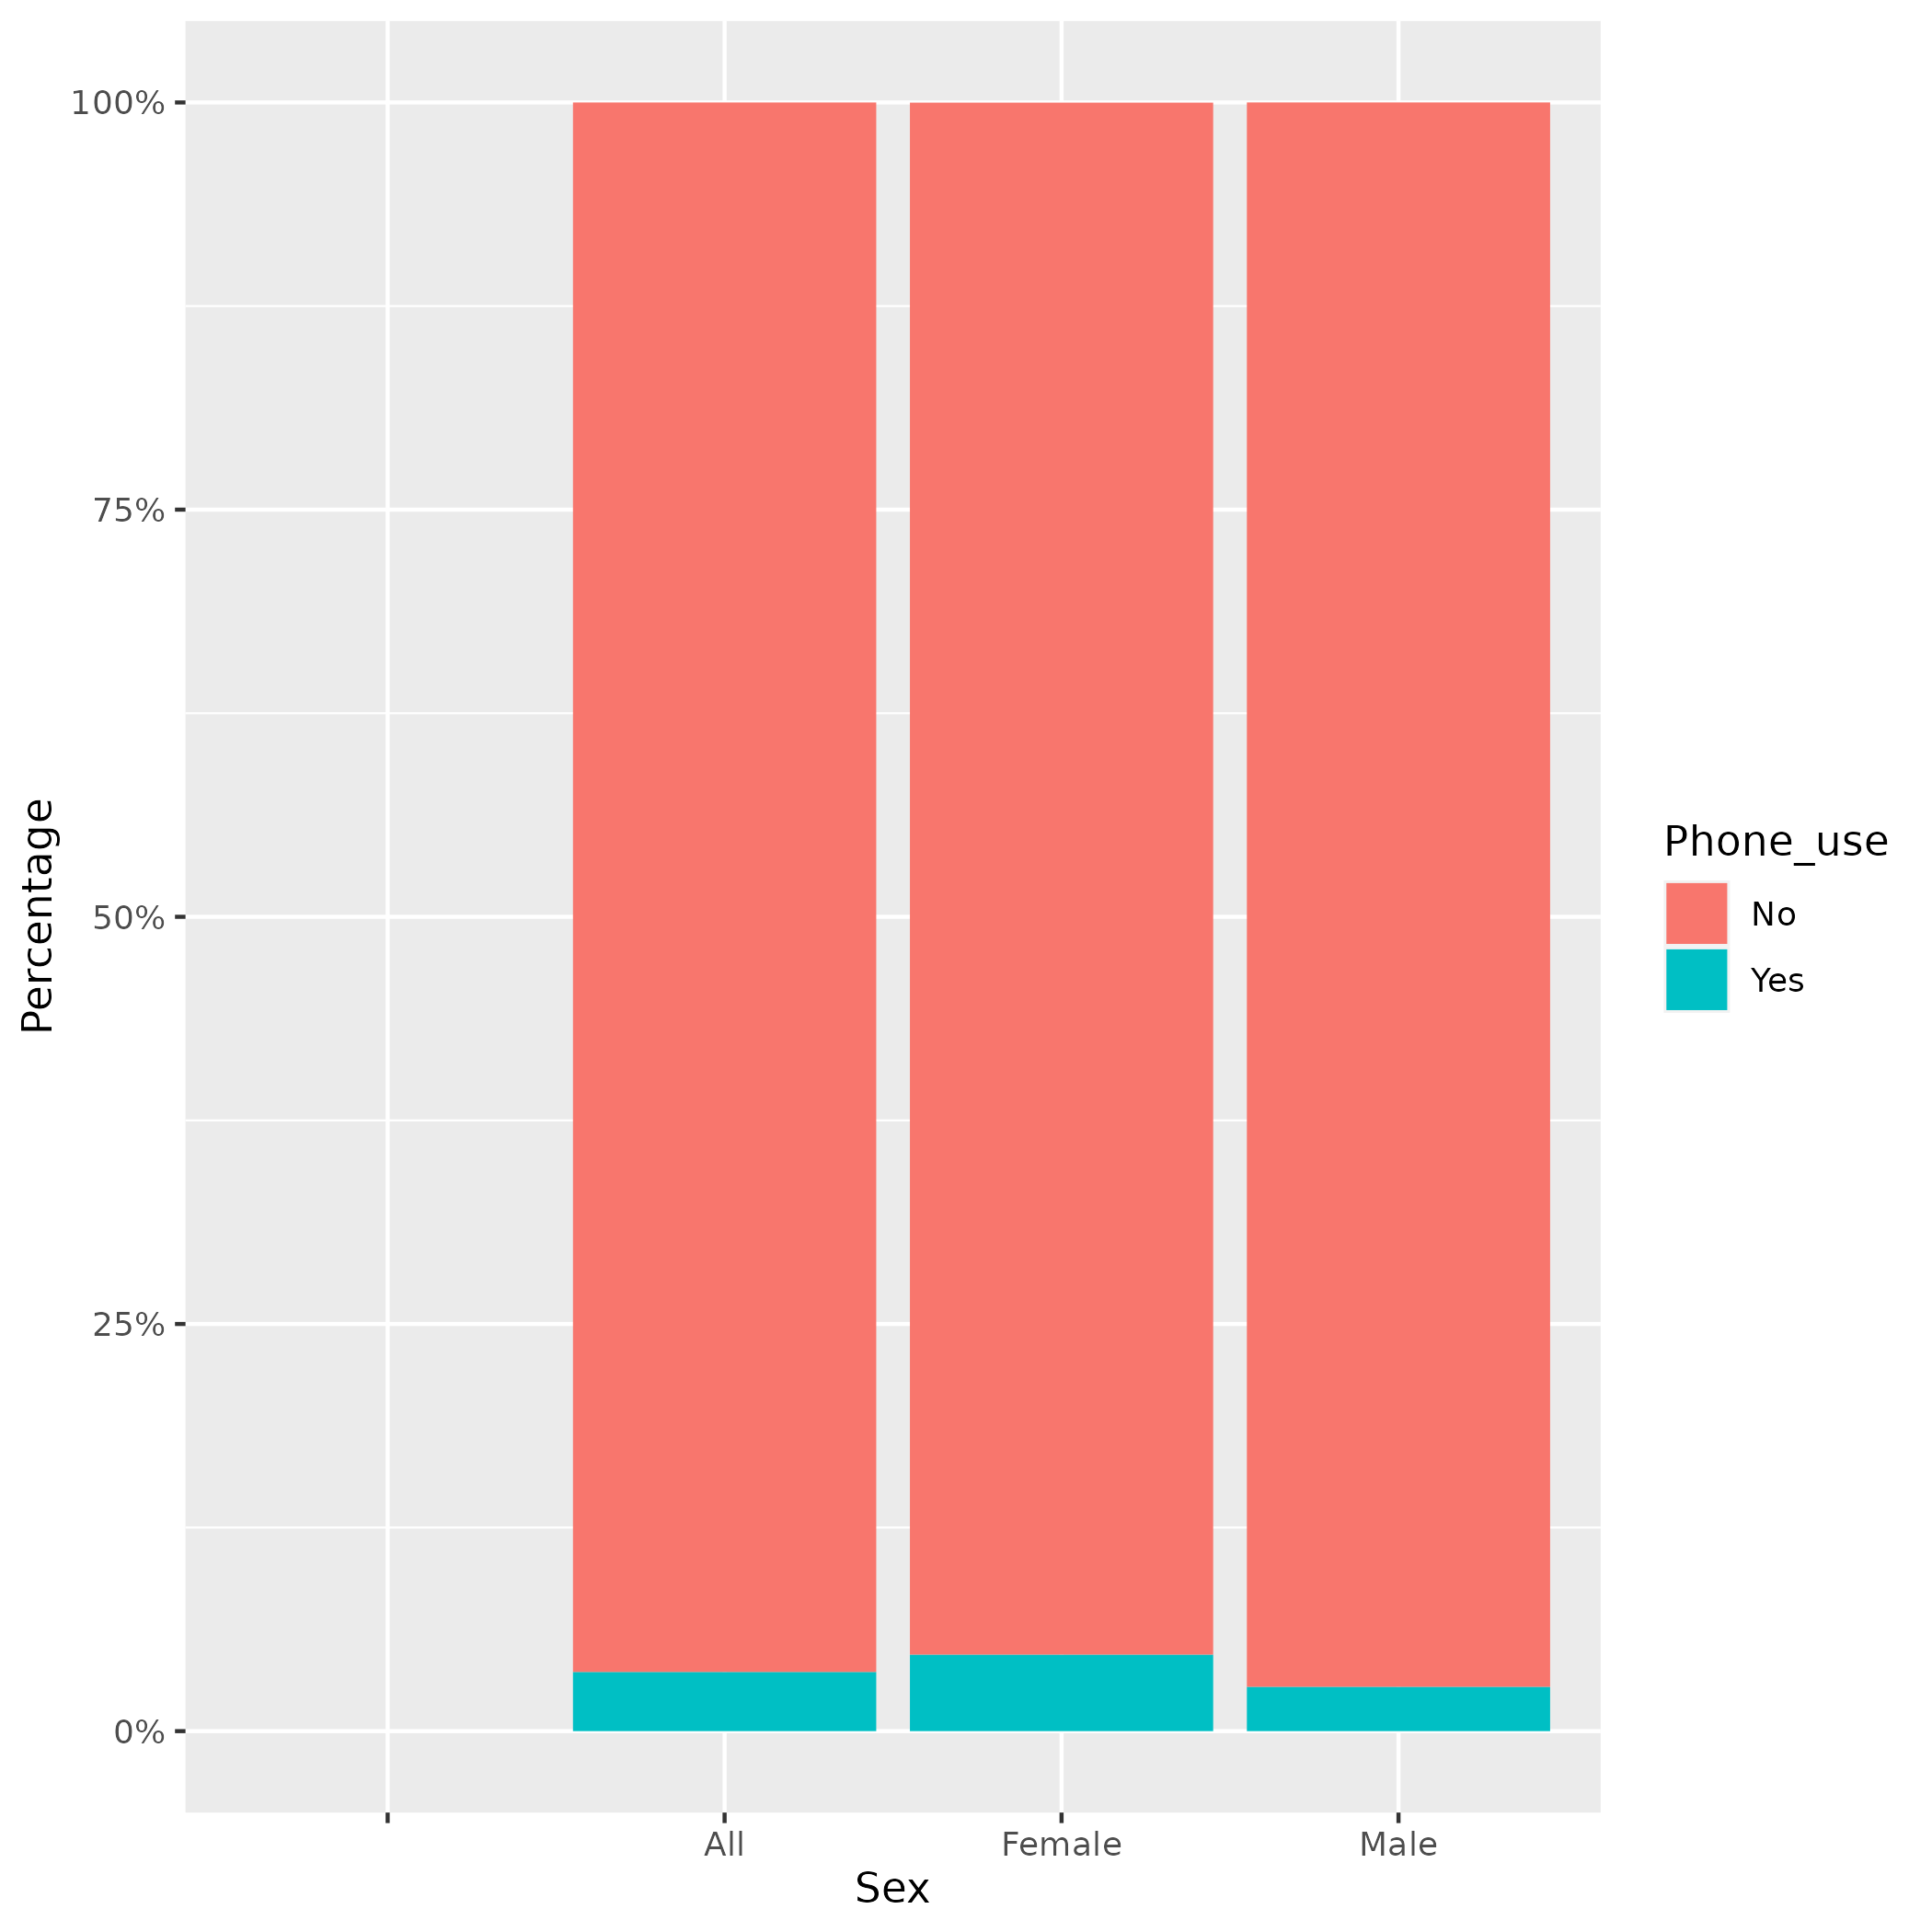 100%
75%
50%
25%
0%
Percentage
All
Female
Male
Sex
Phone_use
No
Yes